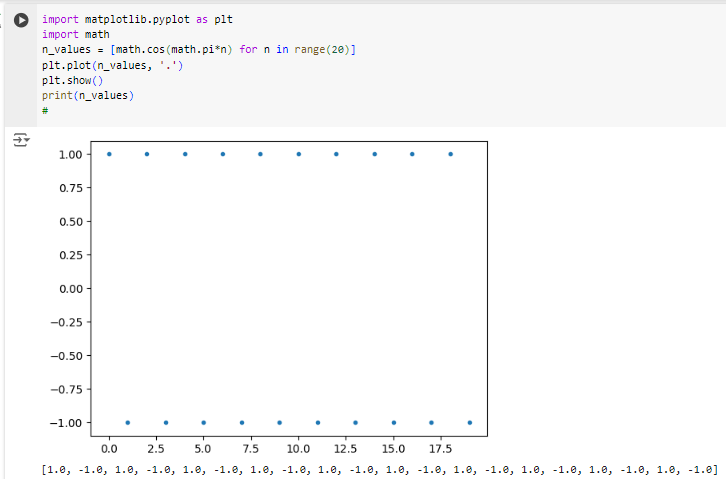 import matplotlib.pyplot as plt
import math
n_values = [math.cos(math.pi*n) for n in range(20)]
plt.plot(n_values, '.')
plt.show()
print(n_values)
#
1.00
0.75
0.50
0.25
0.00
−0.25
−0.50
−0.75
−1.00
0.0 2.5 5.0 7.5 10.0 12.5 15.0 17.5
[1.0, -1.0, 1.0, -1.0, 1.0, -1.0, 1.0, -1.0, 1.0, -1.0, 1.0, -1.0, 1.0, -1.0, 1.0, -1.0, 1.0, -1.0, 1.0, -1.0]